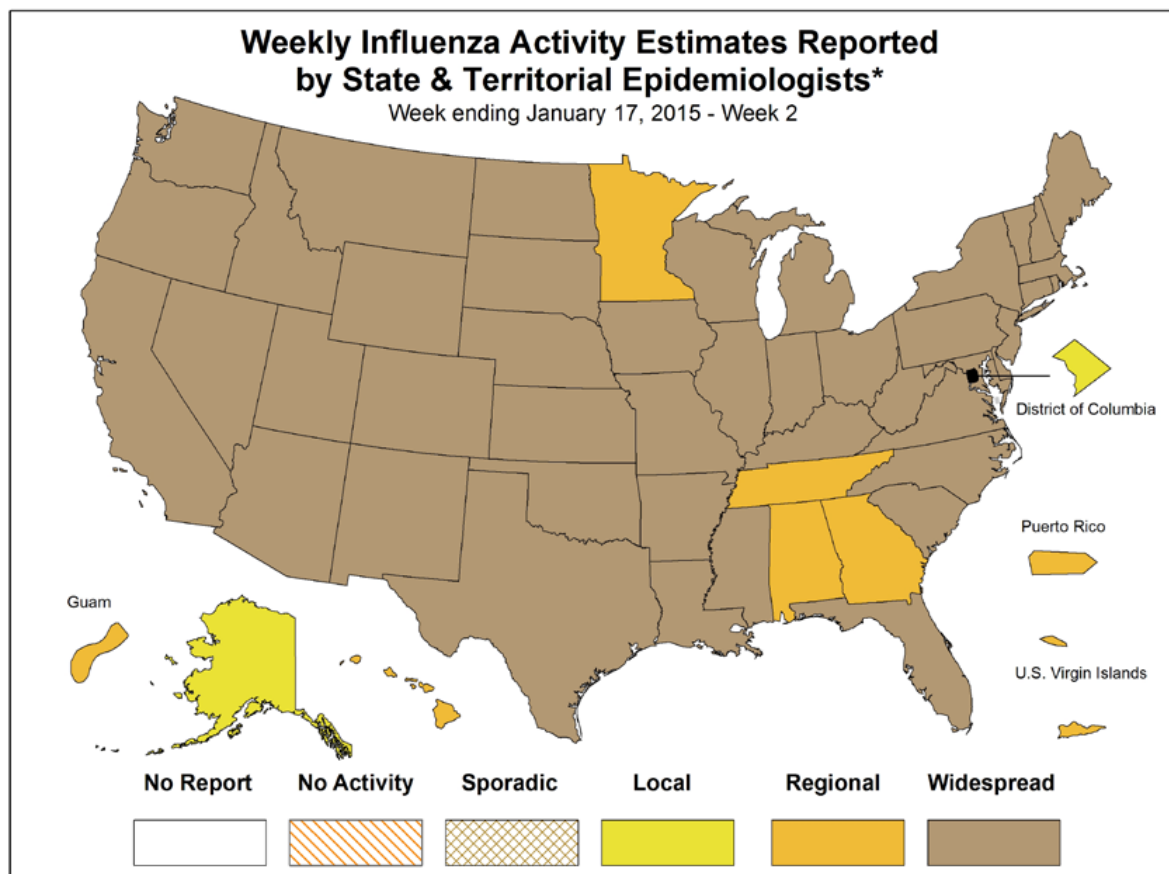 Weekly Influenza Activity Estimates Reported
by State & Territorial Epidemiologists*
Week ending January 17, 2015 - Week 2
District of Columbia
Puerto Rico
Guam
U.S. Virgin Islands
No Report No Activity Sporadic Local Regional Widespread